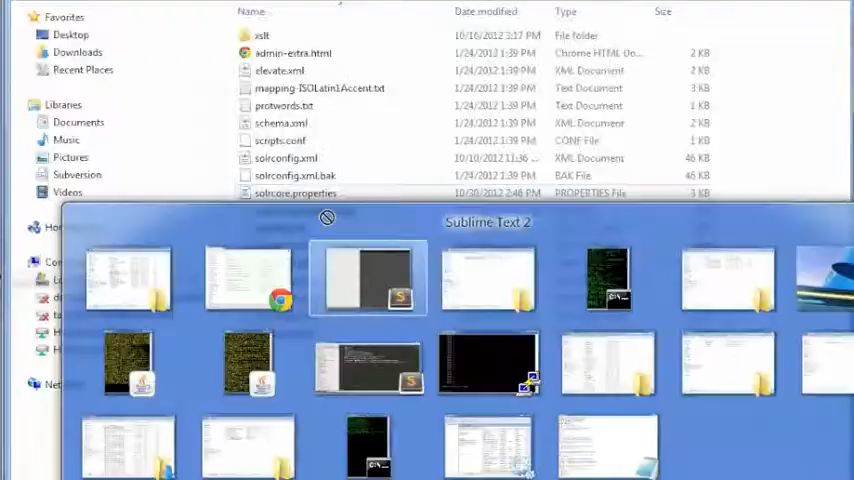 Favorites
Desktop
Downloads
Recent Places
Libraries
Documents
Music
Pictures
Subversion
Videos
Name
Date modified
Type
Size
xslt 10/16/2012 3:17 PM File folder
admin-extra.html 1/24/2012 1:39 PM Chrome HTML Do... 2 KB
elevate.xml 1/24/2012 1:39 PM XML Document 2 KB
mapping-ISOLatin1Accent.txt 1/24/2012 1:39 PM Text Document 3 KB
protwords.txt 1/24/2012 1:39 PM Text Document 3 KB
schema.xml 1/24/2012 1:39 PM XML Document 2 KB
scripts.conf 1/24/2012 1:39 PM CONF File 1 KB
solrconfig.xml 10/10/2012 11:36 ... XML Document 46 KB
solrconfig.xml.bak 1/24/2012 1:39 PM BAK File 46 KB
solrcore.properties 10/30/2012 2:46 PM PROPERTIES File 3 KB
Sublime Text 2